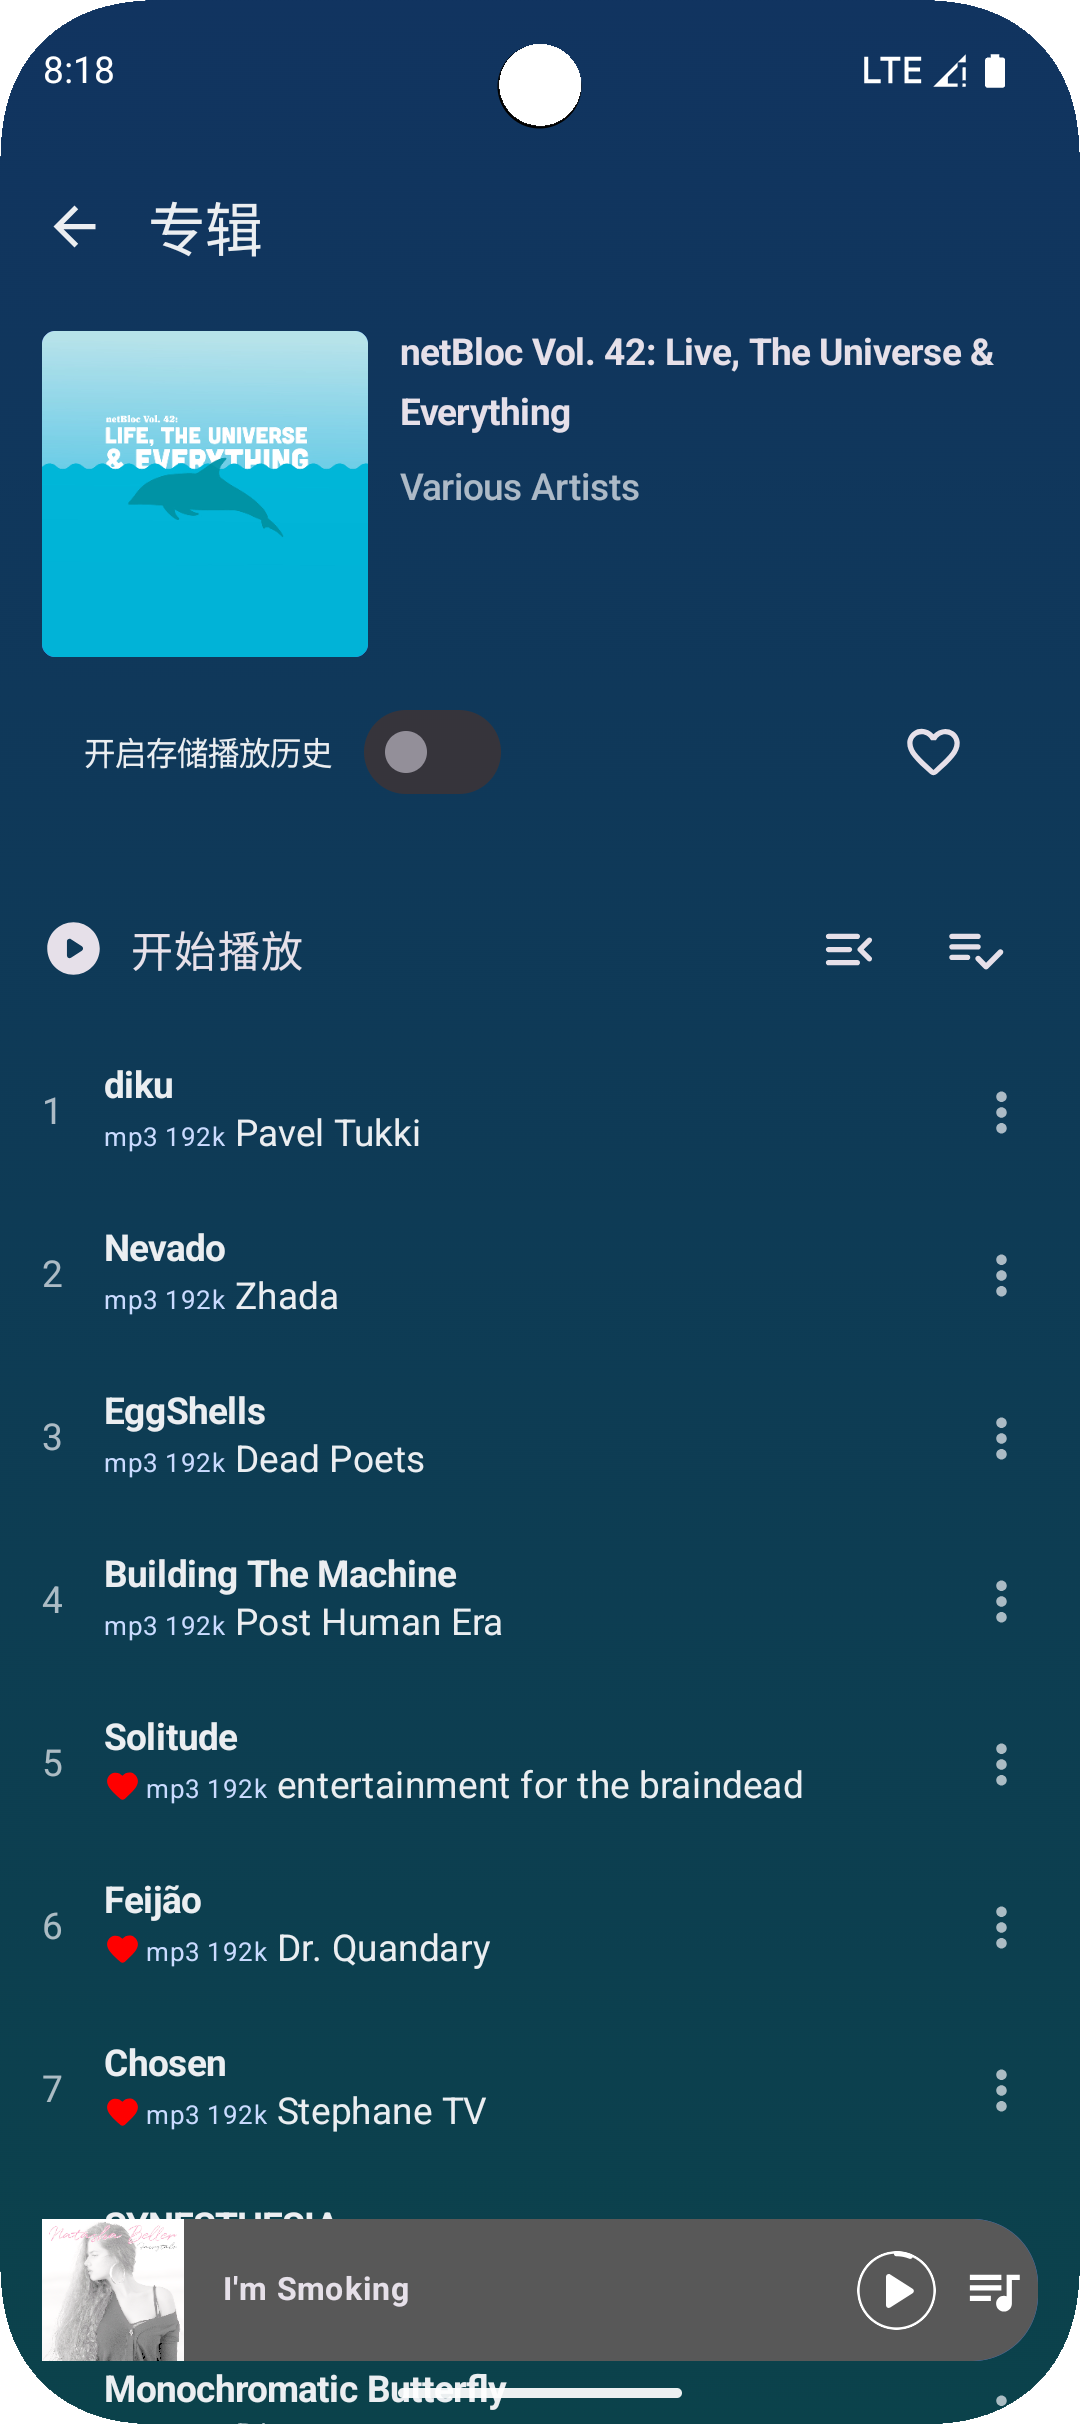 8:18
LTE
专辑
netBloc Vol. 42:
LIFE, THE UNIVERSE
& EVERYTHING
netBloc Vol. 42: Live, The Universe &
Everything
Various Artists
开启存储播放历史
开始播放
1
diku
mp3 192k Pavel Tukki
2
Nevado
mp3 192k Zhada
3
EggShells
mp3 192k Dead Poets
4
Building The Machine
mp3 192k Post Human Era
5
Solitude
mp3 192k entertainment for the braindead
6
Feijão
mp3 192k Dr. Quandary
7
Chosen
mp3 192k Stephane TV
SYNESTHESIA
I'm Smoking
Monochromatic Butterfly